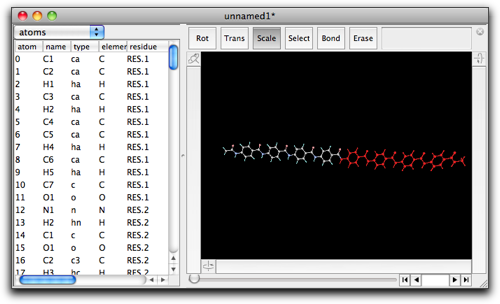 unnamed1*
atoms
Rot Trans Scale Select Bond Erase
atom name type elemen residue
0 C1 ca C RES.1
1 C2 ca C RES.1
2 H1 ha H RES.1
3 C3 ca C RES.1
4 H2 ha H RES.1
5 C4 ca C RES.1
6 C5 ca C RES.1
7 H4 ha H RES.1
8 C6 ca C RES.1
9 H5 ha H RES.1
10 C7 c C RES.1
11 O1 o O RES.1
12 N1 n N RES.2
13 H2 hn H RES.2
14 C1 c C RES.2
15 O1 o O RES.2
16 C2 c3 C RES.2
17 H3 hc H RES.2